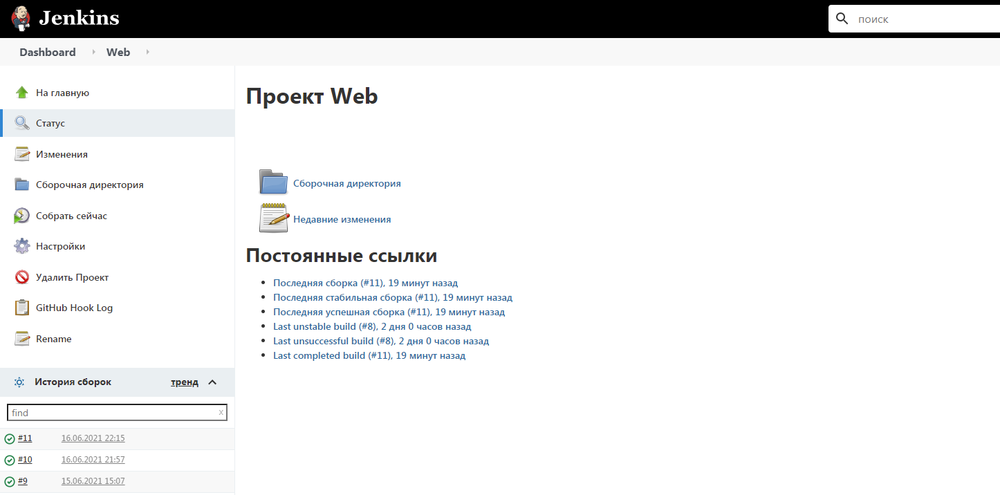 Jenkins
поиск
Dashboard
Web
На главную
Статус
Изменения
Сборочная директория
Собрать сейчас
Настройки
Удалить Проект
GitHub Hook Log
Rename
История сборок тренд
find x
#11 16.06.2021 22:15
#10 16.06.2021 21:57
#9 15.06.2021 15:07
Проект Web
Сборочная директория
Недавние изменения
Постоянные ссылки
Последняя сборка (#11), 19 минут назад
Последняя стабильная сборка (#11), 19 минут назад
Последняя успешная сборка (#11), 19 минут назад
Last unstable build (#8), 2 дня 0 часов назад
Last unsuccessful build (#8), 2 дня 0 часов назад
Last completed build (#11), 19 минут назад